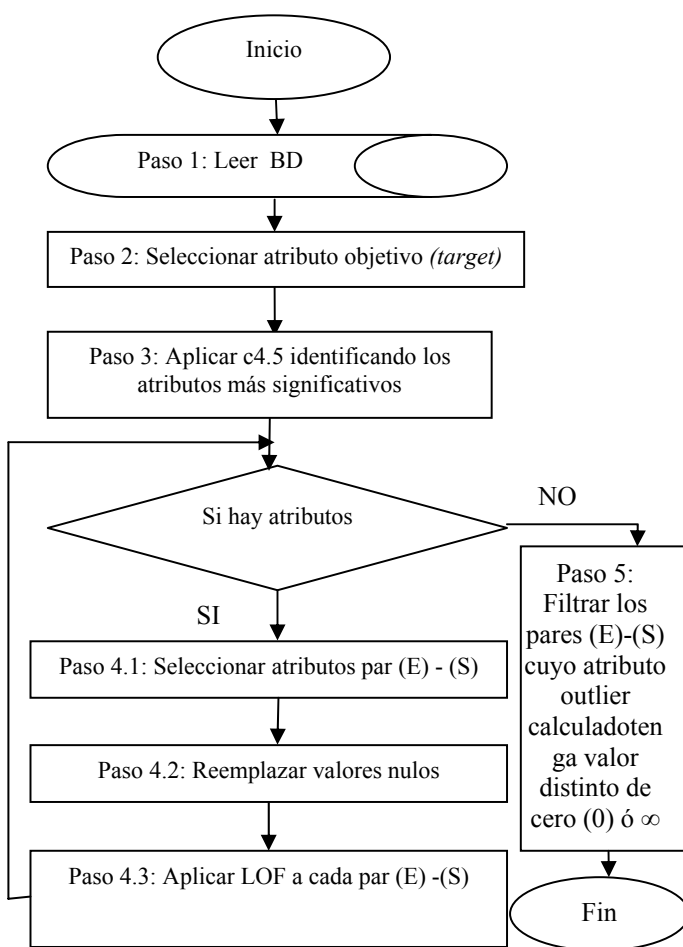 Inicio
Paso 1: Leer BD
Paso 2: Seleccionar atributo objetivo (target)
Paso 3: Aplicar c4.5 identificando los
atributos más significativos
Si hay atributos
NO
SI
Paso 4.1: Seleccionar atributos par (E) - (S)
Paso 4.2: Reemplazar valores nulos
Paso 4.3: Aplicar LOF a cada par (E) -(S)
Paso 5:
Filtrar los
pares (E)-(S)
cuyo atributo
outlier
calculadoten
ga valor
distinto de
cero (0) ó ∞
Fin